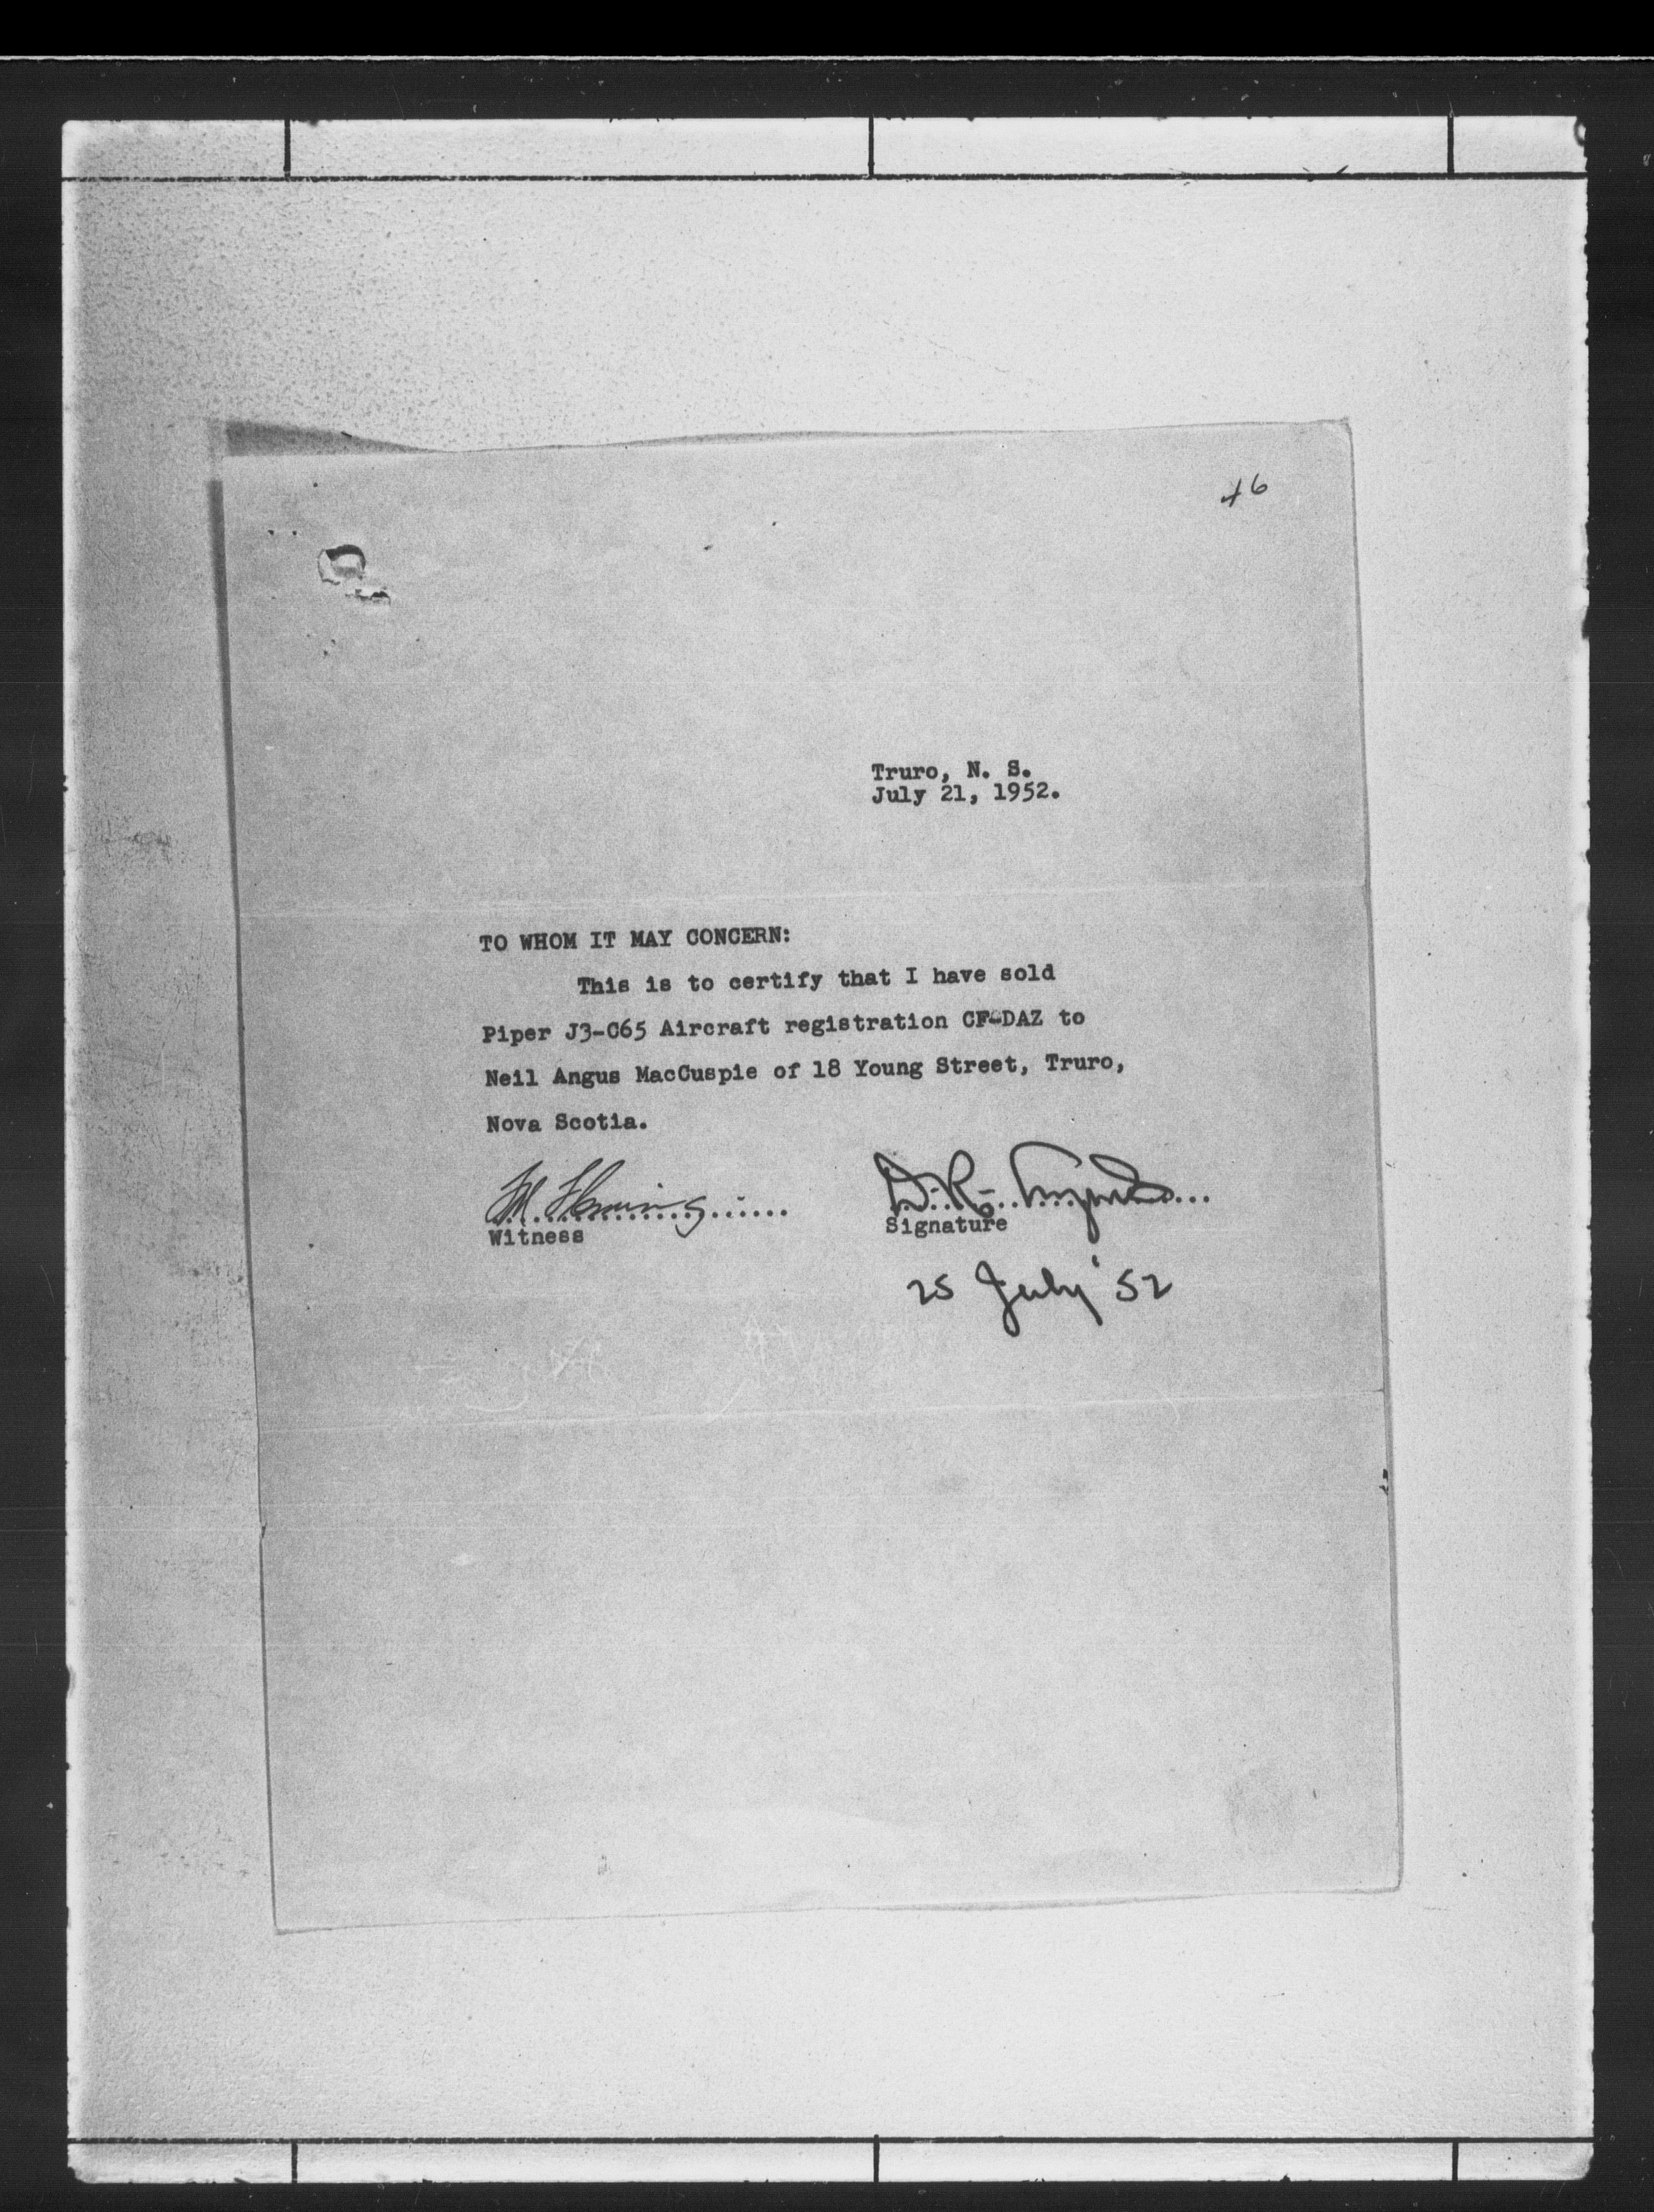 46
Truro, N. S.
July 21, 1952.
TO WHOM IT MAY CONCERN:
This is to certify that I have sold
Piper J3-C65 Aircraft registration CF-DAZ to
Neil Angus MacCuspie of 18 Young Street, Truro,
Nova Scotia.
D. R.
Witness
Signature
25 July '52